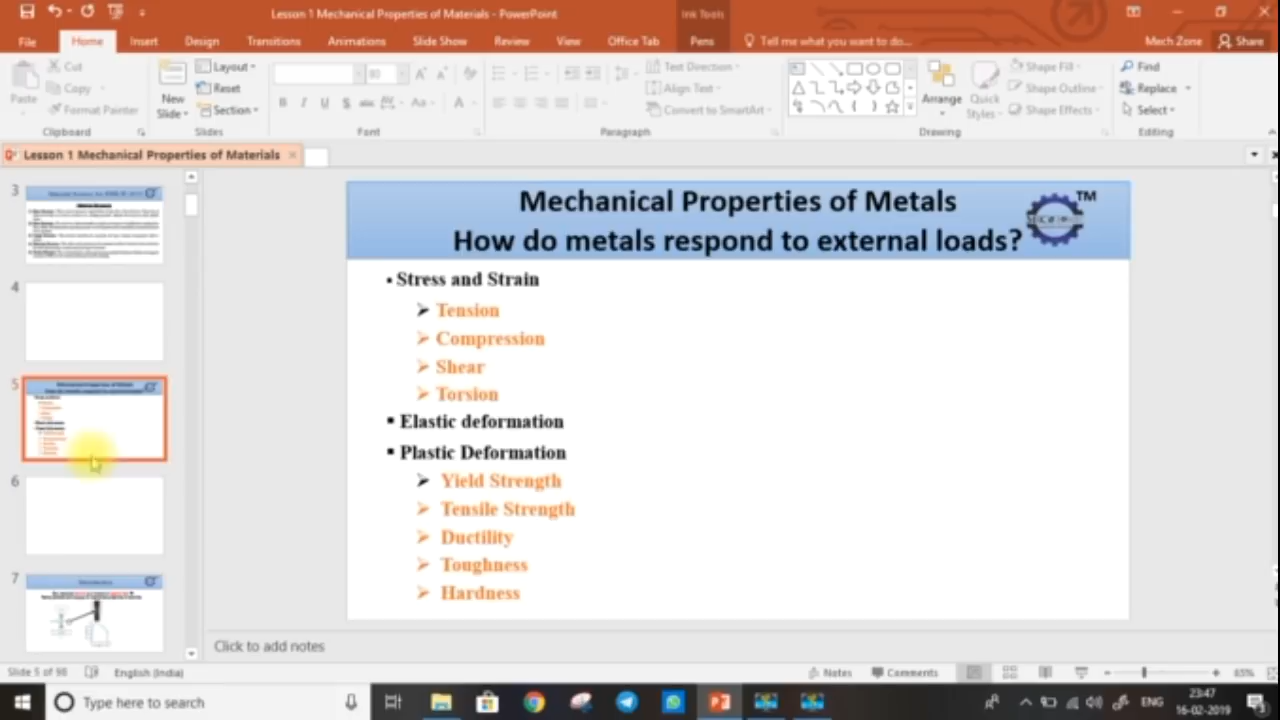 Lesson 1 Mechanical Properties of Materials - PowerPoint
Ink Tools
File Home Insert Design Transitions Animations Slide Show Review View Office Tab Pens Tell me what you want to do... Mech Zone Share
Paste
Cut
Copy
Format Painter
Clipboard
New
Slide
Layout
Reset
Section
Slides
Font
Text Direction
Align Text
Convert to SmartArt
Paragraph
Arrange
Quick
Styles
Shape Fill
Shape Outline
Shape Effects
Drawing
Find
Replace
Select
Editing
Lesson 1 Mechanical Properties of Materials
3
4
5
6
7
Mechanical Properties of Metals
How do metals respond to external loads?
TM
▪ Stress and Strain
➢ Tension
➢ Compression
➢ Shear
➢ Torsion
▪ Elastic deformation
▪ Plastic Deformation
➢ Yield Strength
➢ Tensile Strength
➢ Ductility
➢ Toughness
➢ Hardness
Click to add notes
Slide 5 of 98 English (India) Notes Comments 65%
Type here to search
ENG
23:47
16-02-2019